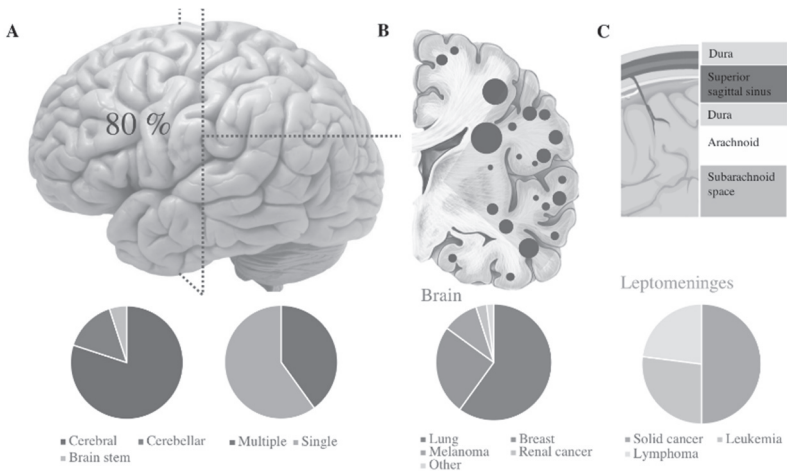 A
80 %
Cerebral Cerebellar
Brain stem
Multiple Single
B
Brain
Lung Breast
Melanoma Renal cancer
Other
C
Dura
Superior
sagittal sinus
Dura
Arachnoid
Subarachnoid
space
Leptomeninges
Solid cancer Leukemia
Lymphoma